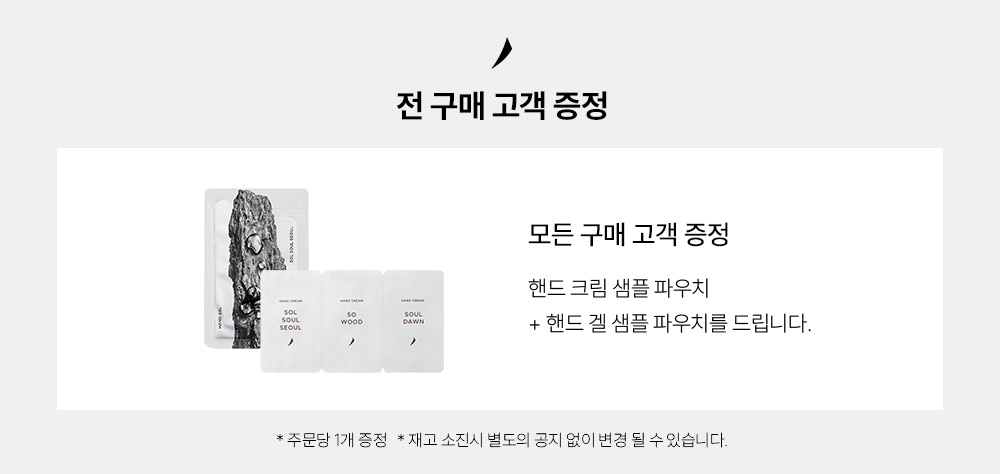 전 구매 고객 증정
모든 구매 고객 증정
핸드 크림 샘플 파우치
+ 핸드 겔 샘플 파우치를 드립니다.
SOL SOUL SEOUL
HAND GEL
HAND CREAM
SOL
SOUL
SEOUL
HAND CREAM
SO
WOOD
HAND CREAM
SOUL
DAWN
* 주문당 1개 증정 * 재고 소진시 별도의 공지 없이 변경 될 수 있습니다.